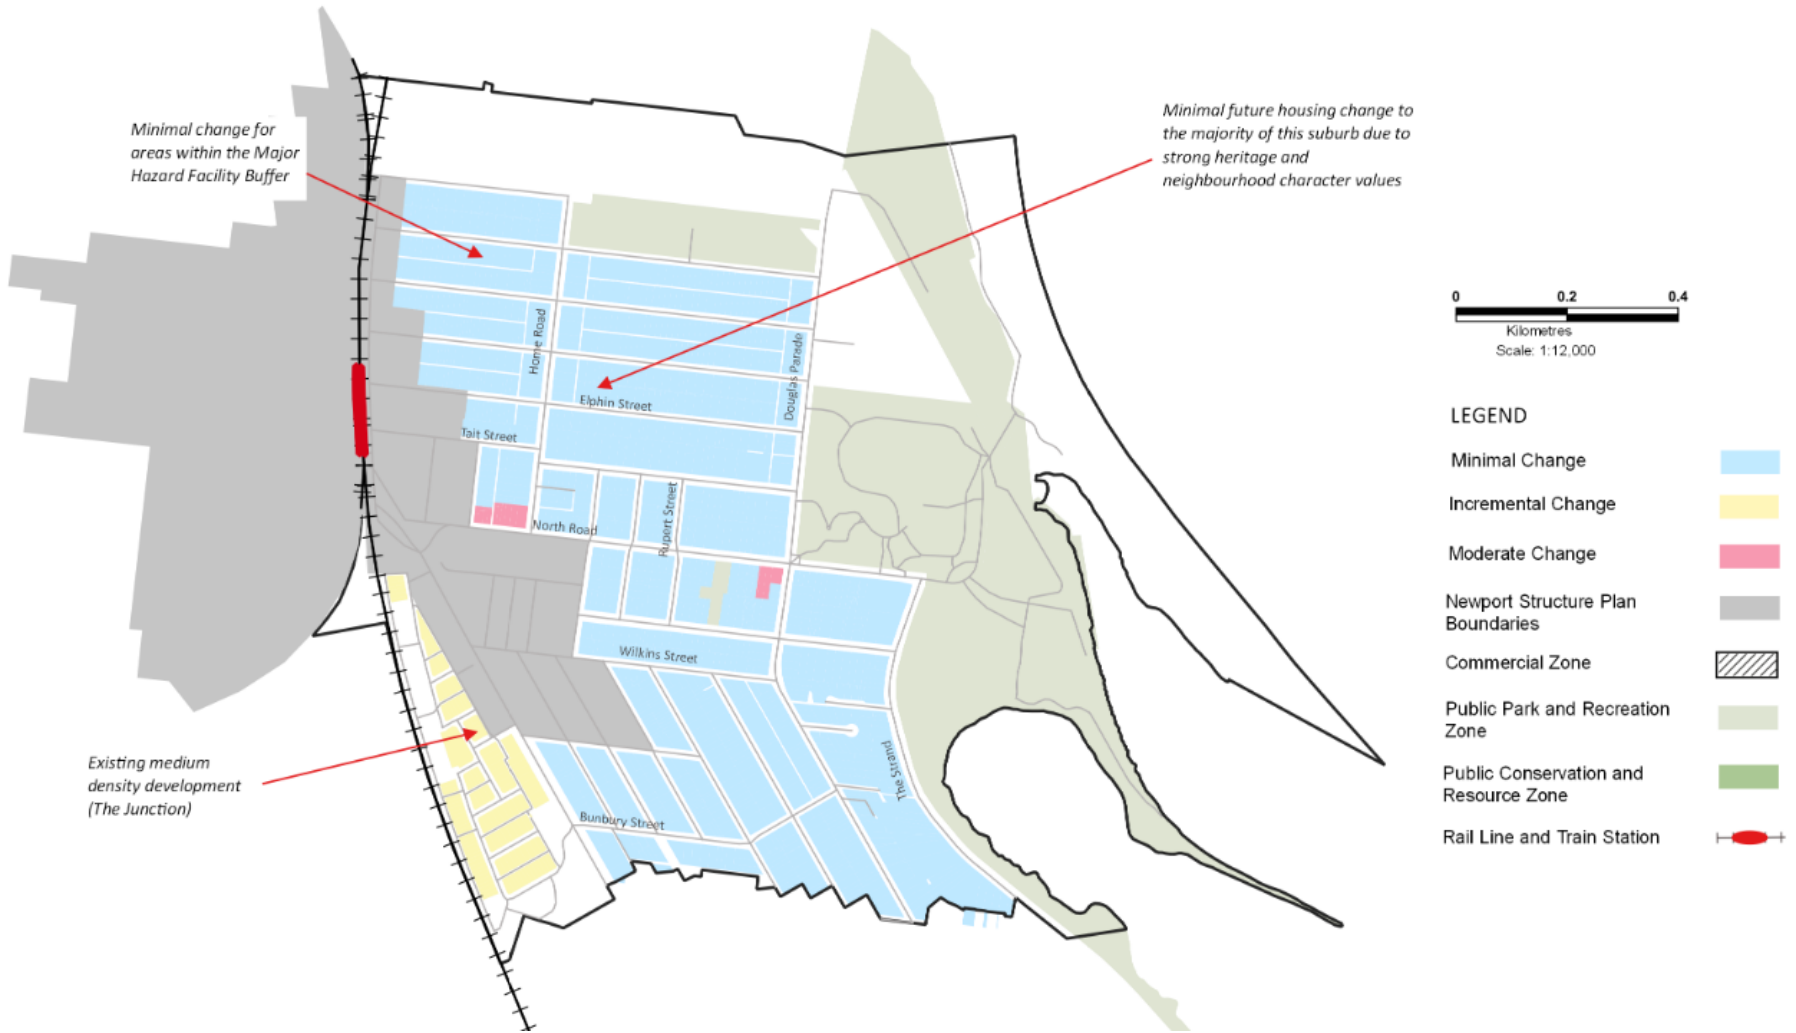 Minimal change for
areas within the Major
Hazard Facility Buffer
Minimal future housing change to
the majority of this suburb due to
strong heritage and
neighbourhood character values
Existing medium
density development
(The Junction)
Home Road
Douglas Parade
Elphin Street
Tait Street
North Road
Rupert Street
Wilkins Street
The Strand
Bunbury Street
0 0.2 0.4
Kilometres
Scale: 1:12,000
LEGEND
Minimal Change
Incremental Change
Moderate Change
Newport Structure Plan
Boundaries
Commercial Zone
Public Park and Recreation
Zone
Public Conservation and
Resource Zone
Rail Line and Train Station